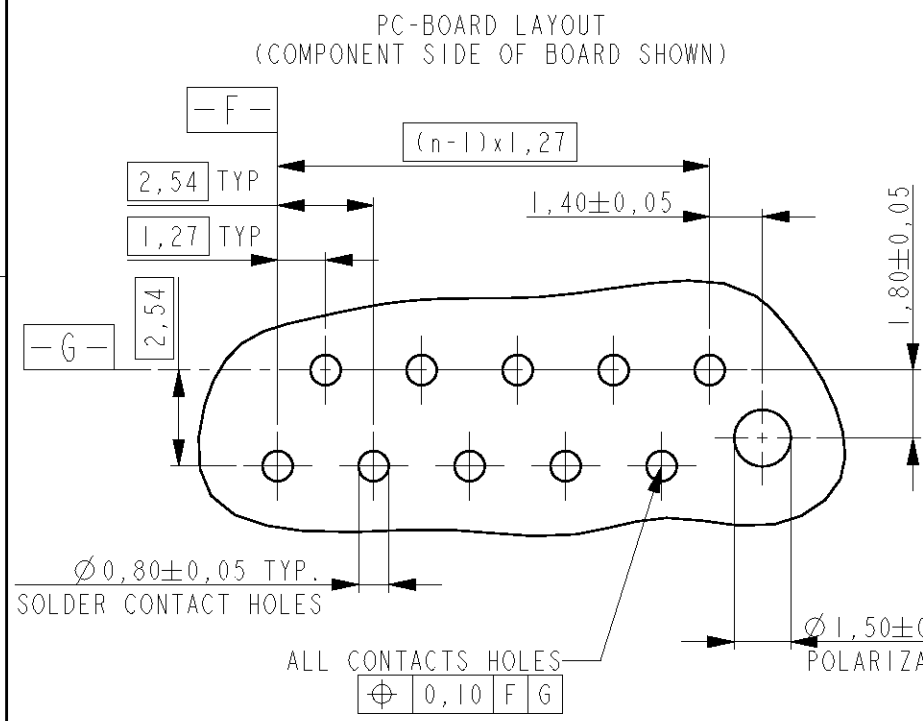 PC-BOARD LAYOUT
(COMPONENT SIDE OF BOARD SHOWN)
-F-
(n-1)x1,27
2,54 TYP
1,40±0,05
1,80±0,05
1,27 TYP
2,54
-G-
Ø0,80±0,05 TYP.
SOLDER CONTACT HOLES
Ø1,50±
ALL CONTACTS HOLES
⌖ 0,10 F G